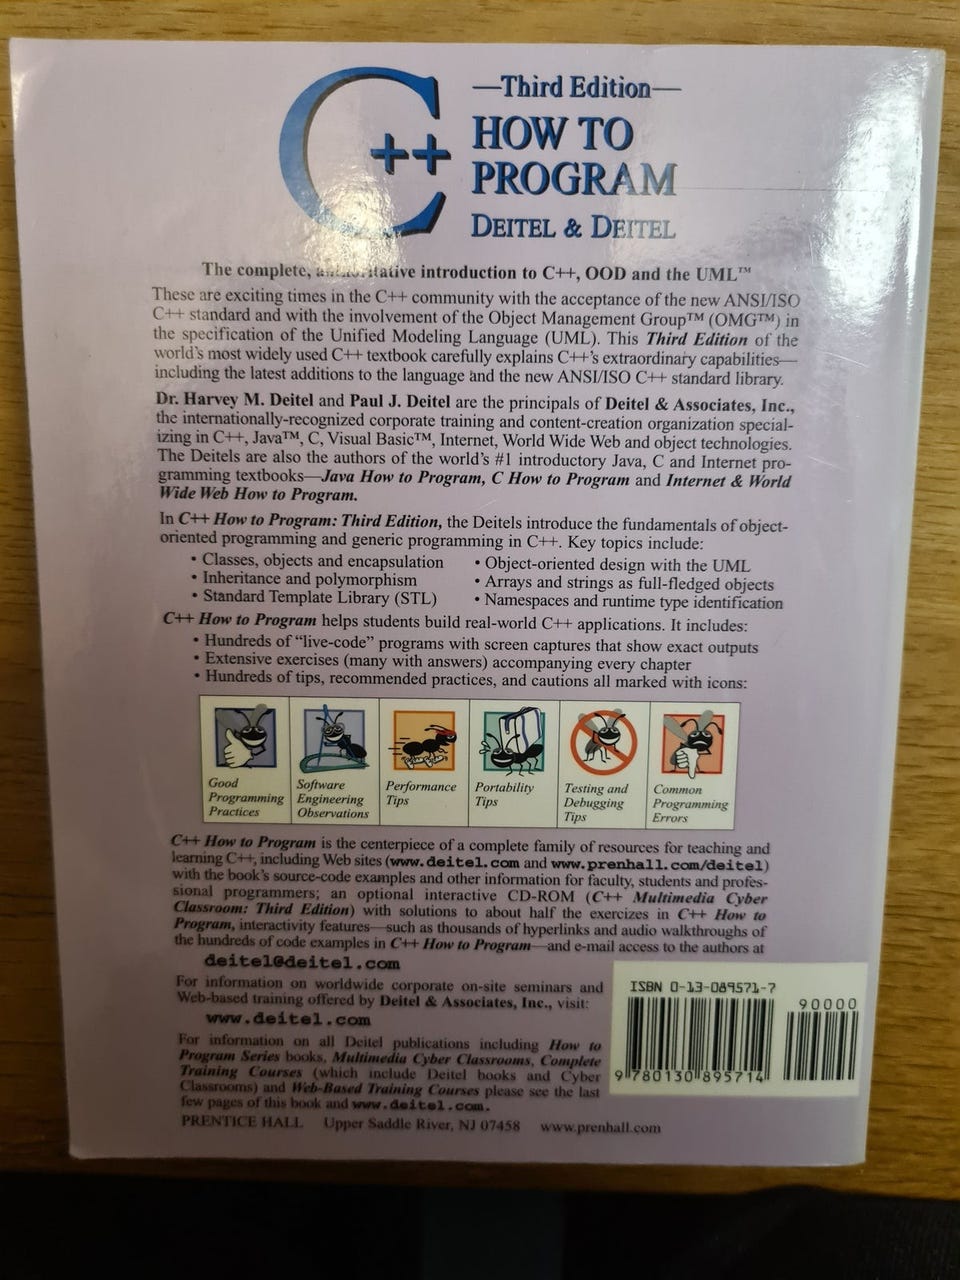 C++
—Third Edition—
HOW TO
PROGRAM
DEITEL & DEITEL
The complete, authoritative introduction to C++, OOD and the UML™
These are exciting times in the C++ community with the acceptance of the new ANSI/ISO
C++ standard and with the involvement of the Object Management Group™ (OMG™) in
the specification of the Unified Modeling Language (UML). This Third Edition of the
world's most widely used C++ textbook carefully explains C++'s extraordinary capabilities—
including the latest additions to the language and the new ANSI/ISO C++ standard library.
Dr. Harvey M. Deitel and Paul J. Deitel are the principals of Deitel & Associates, Inc.,
the internationally-recognized corporate training and content-creation organization special-
izing in C++, Java™, C, Visual Basic™, Internet, World Wide Web and object technologies.
The Deitels are also the authors of the world's #1 introductory Java, C and Internet pro-
gramming textbooks—Java How to Program, C How to Program and Internet & World
Wide Web How to Program.
In C++ How to Program: Third Edition, the Deitels introduce the fundamentals of object-
oriented programming and generic programming in C++. Key topics include:
• Classes, objects and encapsulation
• Inheritance and polymorphism
• Standard Template Library (STL)
• Object-oriented design with the UML
• Arrays and strings as full-fledged objects
• Namespaces and runtime type identification
C++ How to Program helps students build real-world C++ applications. It includes:
• Hundreds of "live-code" programs with screen captures that show exact outputs
• Extensive exercises (many with answers) accompanying every chapter
• Hundreds of tips, recommended practices, and cautions all marked with icons:
Good
Programming
Practices
Software
Engineering
Observations
Performance
Tips
Portability
Tips
Testing and
Debugging
Tips
Common
Programming
Errors
C++ How to Program is the centerpiece of a complete family of resources for teaching and
learning C++, including Web sites (www.deitel.com and www.prenhall.com/deitel)
with the book's source-code examples and other information for faculty, students and profes-
sional programmers; an optional interactive CD-ROM (C++ Multimedia Cyber
Classroom: Third Edition) with solutions to about half the exercizes in C++ How to
Program, interactivity features—such as thousands of hyperlinks and audio walkthroughs of
the hundreds of code examples in C++ How to Program—and e-mail access to the authors at
deitel@deitel.com
For information on worldwide corporate on-site seminars and
Web-based training offered by Deitel & Associates, Inc., visit:
www.deitel.com
For information on all Deitel publications including How to
Program Series books, Multimedia Cyber Classrooms, Complete
Training Courses (which include Deitel books and Cyber
Classrooms) and Web-Based Training Courses please see the last
few pages of this book and www.deitel.com.
PRENTICE HALL Upper Saddle River, NJ 07458 www.prenhall.com
ISBN 0-13-089571-7
90000
9 780130 895714